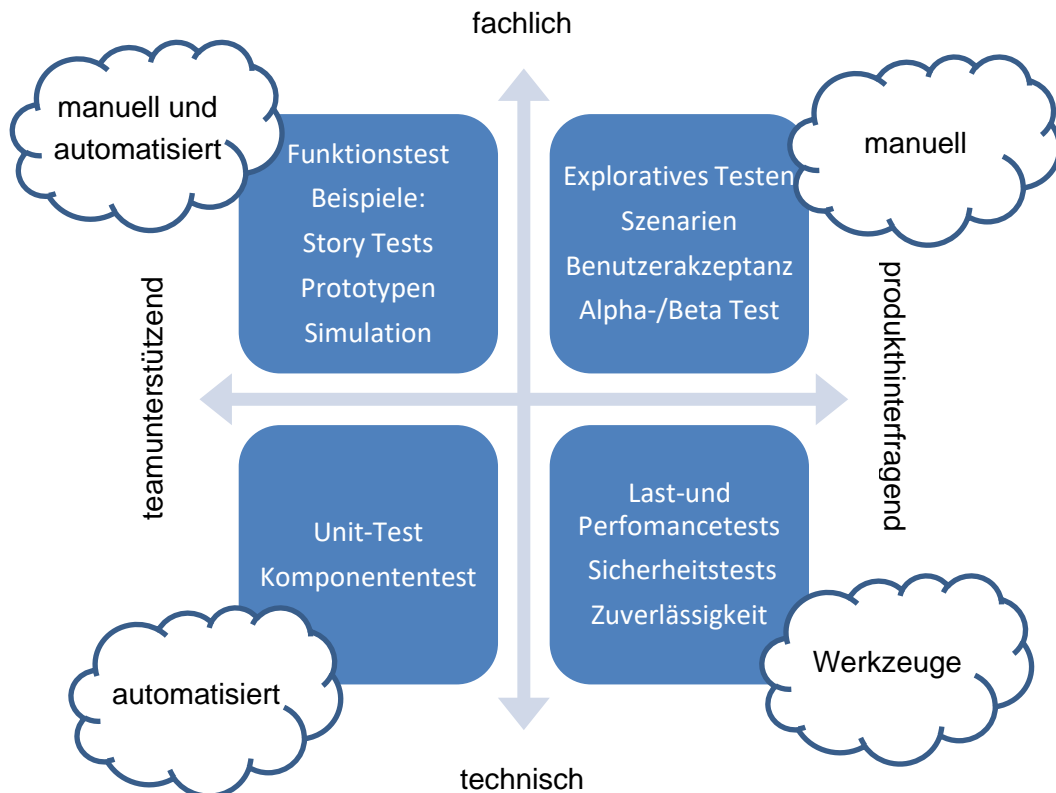 fachlich
manuell und
automatisiert
Funktionstest
Beispiele:
Story Tests
Prototypen
Simulation
Exploratives Testen
Szenarien
Benutzerakzeptanz
Alpha-/Beta Test
manuell
teamunterstützend
produkthinterfragend
Unit-Test
Komponententest
automatisiert
Last-und
Perfomancetests
Sicherheitstests
Zuverlässigkeit
Werkzeuge
technisch